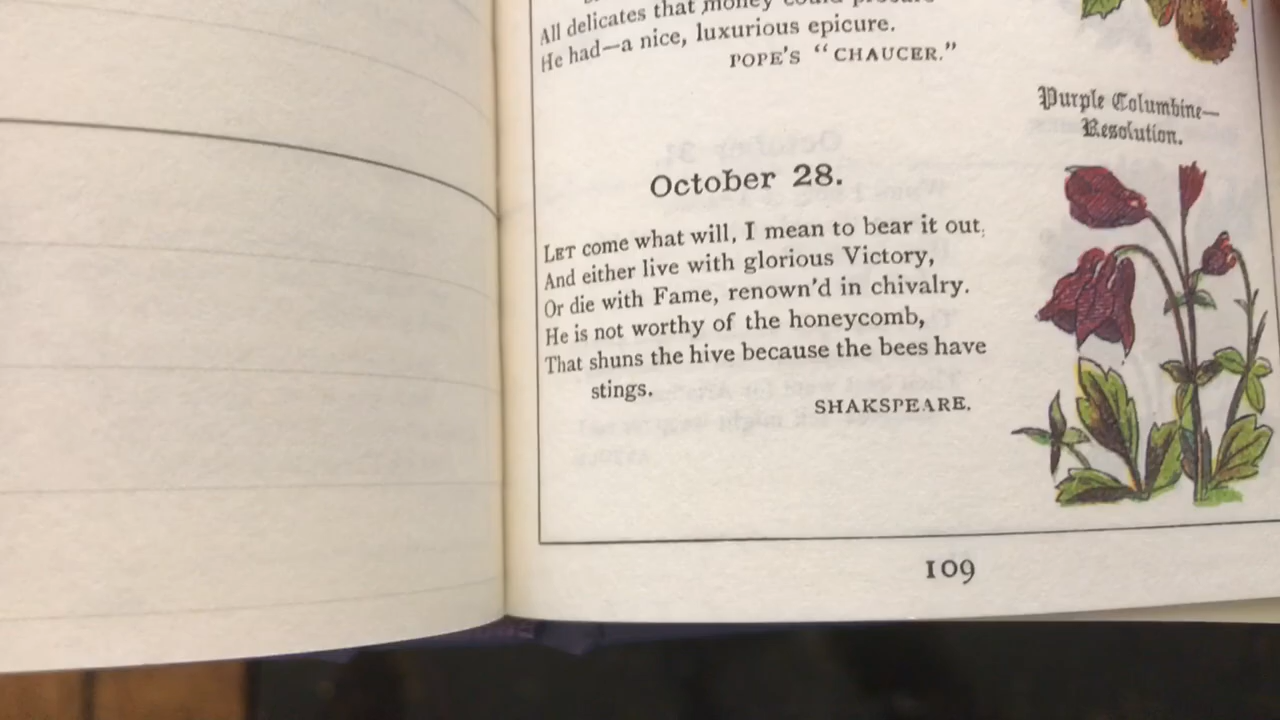 All delicates that money could
He had—a nice, luxurious epicure.
POPE'S "CHAUCER."
Purple Columbine—
Resolution.
October 28.
LET come what will, I mean to bear it out,
And either live with glorious Victory,
Or die with Fame, renown'd in chivalry.
He is not worthy of the honeycomb,
That shuns the hive because the bees have
stings.
SHAKSPEARE.
109